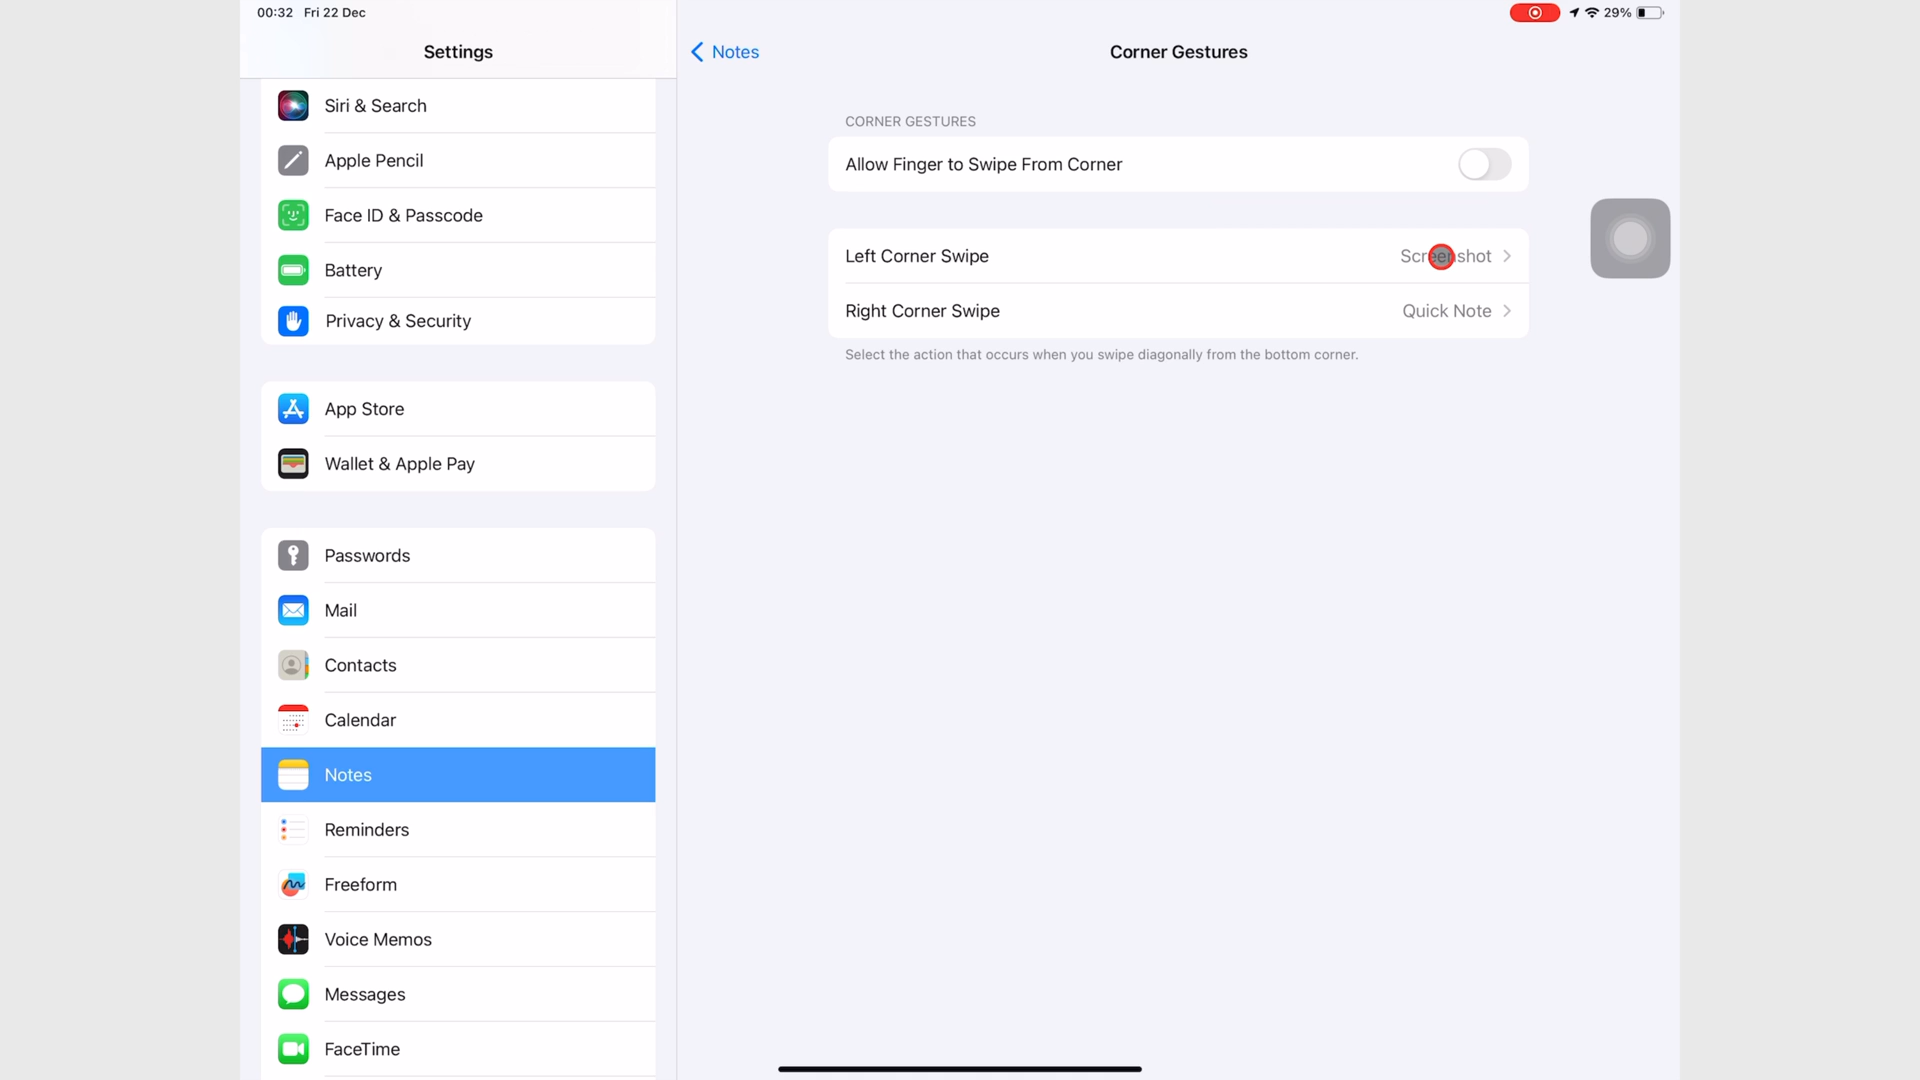 00:32 Fri 22 Dec
29%
Settings
Siri & Search
Apple Pencil
Face ID & Passcode
Battery
Privacy & Security
App Store
Wallet & Apple Pay
Passwords
Mail
Contacts
Calendar
Notes
Reminders
Freeform
Voice Memos
Messages
FaceTime
Notes
Corner Gestures
CORNER GESTURES
Allow Finger to Swipe From Corner
Left Corner Swipe Screenshot
Right Corner Swipe Quick Note
Select the action that occurs when you swipe diagonally from the bottom corner.